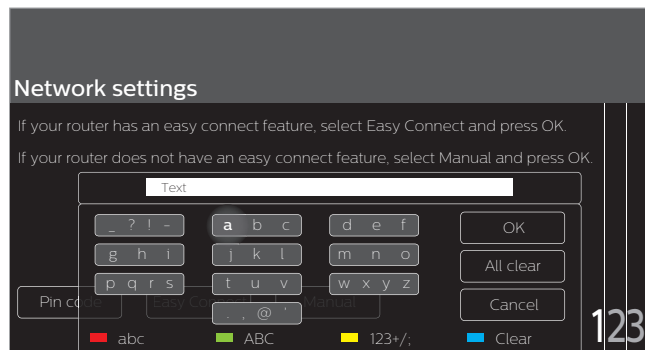 Network settings
If your router has an easy connect feature, select Easy Connect and press OK.
If your router does not have an easy connect feature, select Manual and press OK.
Text
_ ? ! - a b c d e f OK
g h i j k l m n o All clear
p q r s t u v w x y z
Pin code Easy Connect Manual
. , @ ' Cancel
abc ABC 123+/; Clear
123